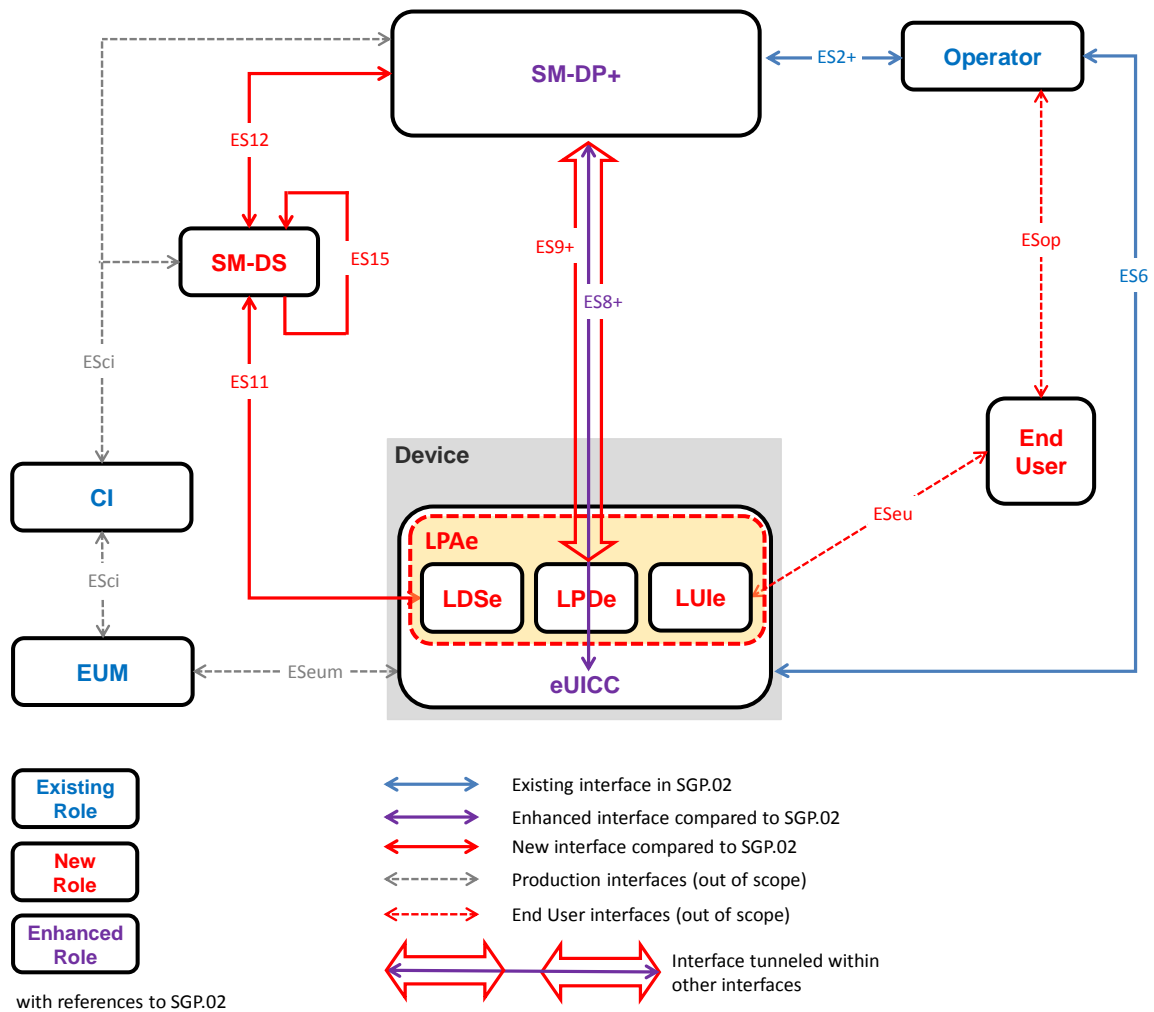 SM-DP+
ES2+
Operator
ES12
SM-DS
ES15
ES9+
ES8+
ESop
ES6
ESci
ES11
End
User
Device
CI
ESeu
LPAe
LDSe
LPDe
LUIe
ESci
EUM
ESeum
eUICC
Existing
Role
New
Role
Enhanced
Role
with references to SGP.02
Existing interface in SGP.02
Enhanced interface compared to SGP.02
New interface compared to SGP.02
Production interfaces (out of scope)
End User interfaces (out of scope)
Interface tunneled within
other interfaces